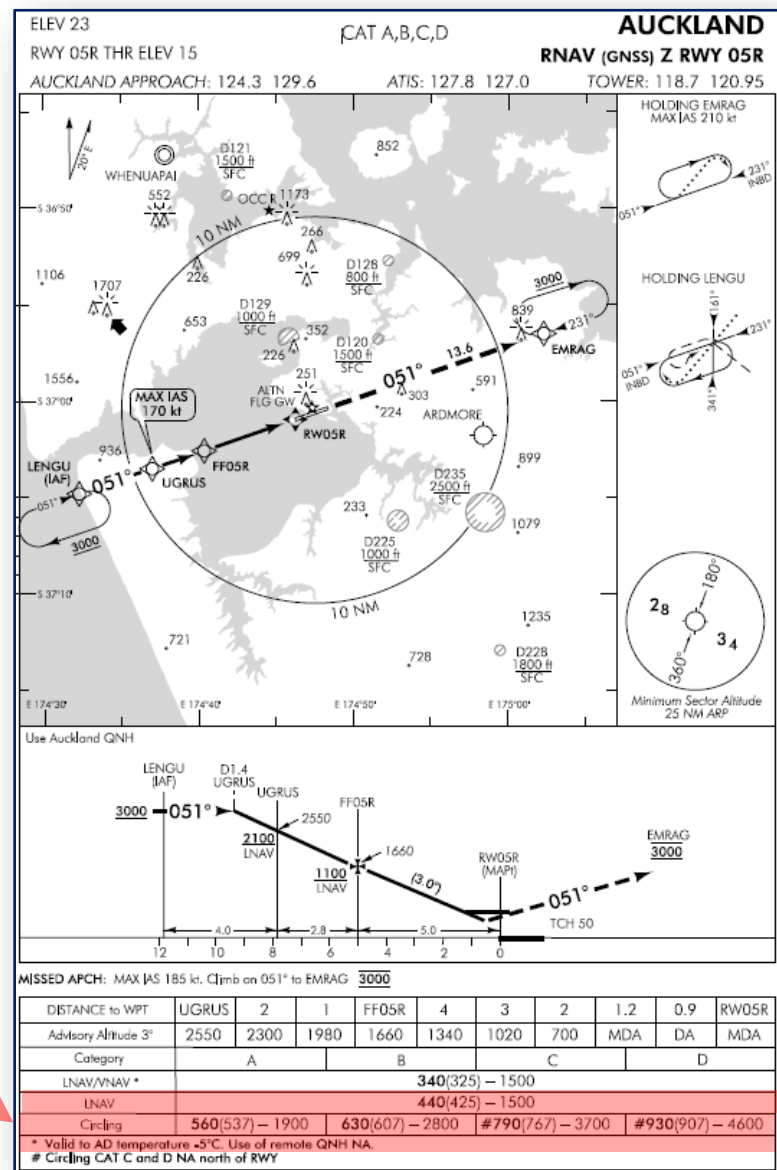 ELEV 23
CAT A,B,C,D
AUCKLAND
RWY 05R THR ELEV 15
RNAV (GNSS) Z RWY 05R
AUCKLAND APPROACH: 124.3 129.6
ATIS: 127.8 127.0
TOWER: 118.7 120.95
20° E
WHENUAPAI
D121
1500 ft
SFC
852
552
OCC R
1173
S 36°50
10 NM
266
699
226
D128
800 ft
SFC
1106
1707
D129
1000 ft
SFC
653
352
226
D120
1500 ft
SFC
3000
839
231°
EMRAG
13.6
051°
1556
251
ALTN
FLG GW
303
591
224
S 37°00
MAX IAS
170 kt
RW05R
ARDMORE
936
FF05R
LENGU
(IAF)
051°
UGRUS
051°
3000
899
D235
2500 ft
SFC
233
D225
1000 ft
SFC
1079
S 37°10
10 NM
1235
721
728
D228
1800 ft
SFC
E 174°30
E 174°40
E 174°50
E 175°00
HOLDING EMRAG
MAX IAS 210 kt
231°
INBD
051°
HOLDING LENGU
161°
231°
051°
INBD
341°
180°
28
34
360°
Minimum Sector Altitude
25 NM ARP
Use Auckland QNH
LENGU
(IAF)
D1.4
UGRUS
UGRUS
FF05R
3000
051°
2550
2100
LNAV
1660
1100
LNAV
(3.0°)
RW05R
(MAPt)
EMRAG
3000
051°
TCH 50
4.0
2.8
5.0
12 10 8 6 4 2 0
MISSED APCH: MAX IAS 185 kt. Climb on 051° to EMRAG 3000
DISTANCE to WPT UGRUS 2 1 FF05R 4 3 2 1.2 0.9 RW05R
Advisory Altitude 3° 2550 2300 1980 1660 1340 1020 700 MDA DA MDA
Category A B C D
LNAV/VNAV * 340(325) – 1500
LNAV 440(425) – 1500
Circling 560(537) – 1900 630(607) – 2800 #790(767) – 3700 #930(907) – 4600
* Valid to AD temperature -5°C. Use of remote QNH NA.
# Circling CAT C and D NA north of RWY